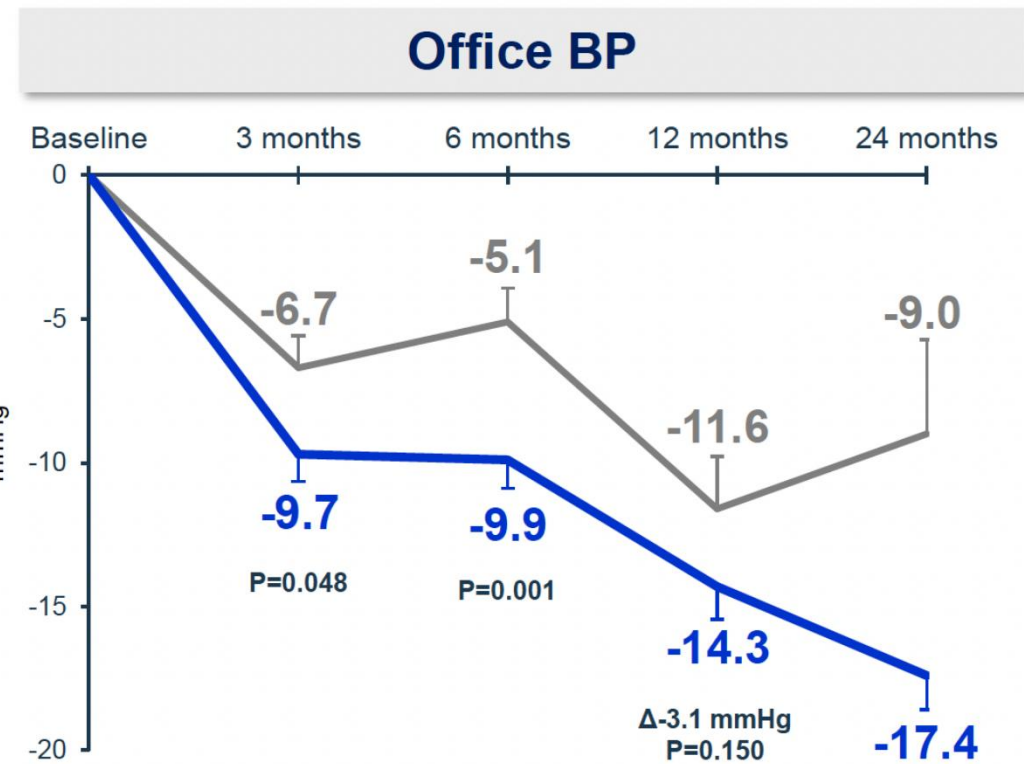 Office BP
Baseline 3 months 6 months 12 months 24 months
0
-5.1
-6.7
-9.0
-5
-11.6
-10
-9.7
-9.9
P=0.048
P=0.001
-15
-14.3
Δ-3.1 mmHg
P=0.150
-17.4
-20